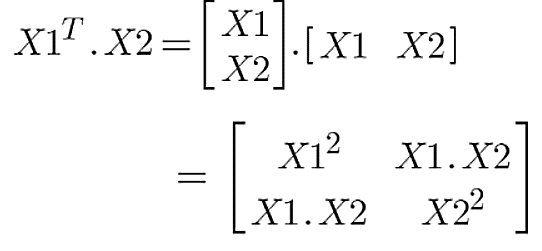 X1^T . X2 = [ X1 X2 ] . [ X1 X2 ]
= [ X1^2 X1 . X2
X1 . X2 X2^2 ]